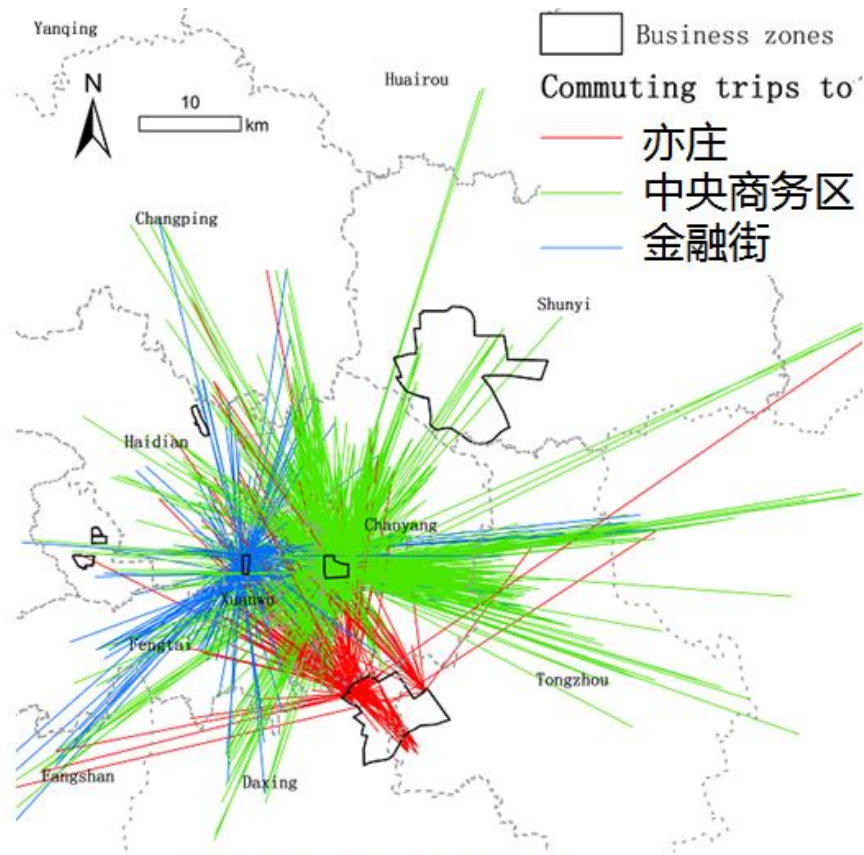 Yanqing
Huairou
Business zones
Commuting trips to
亦庄
中央商务区
金融街
N
10
km
Changping
Shunyi
Haidian
Chaoyang
Xuanwu
Fengtai
Tongzhou
Fangshan
Daxing